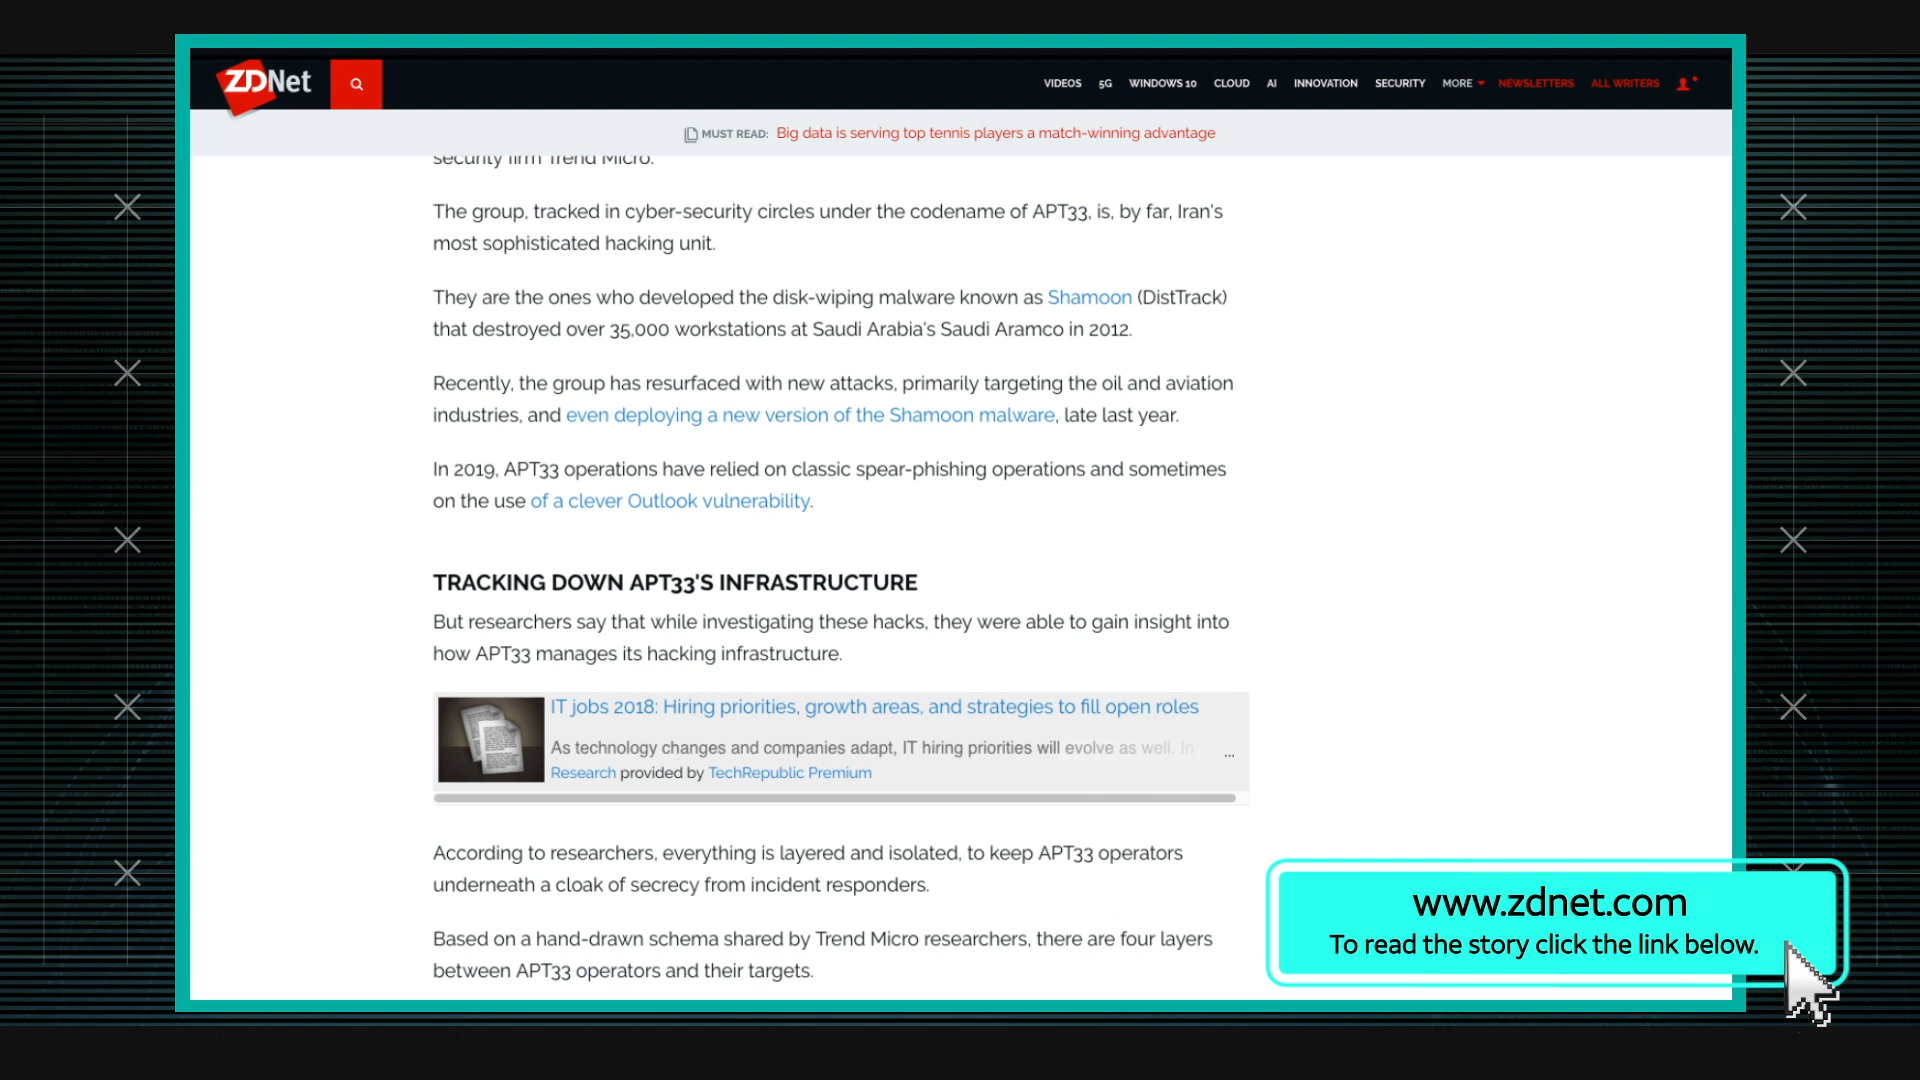 ZDNet
VIDEOS 5G WINDOWS 10 CLOUD AI INNOVATION SECURITY MORE NEWSLETTERS ALL WRITERS
MUST READ: Big data is serving top tennis players a match-winning advantage
security firm Trend Micro.
The group, tracked in cyber-security circles under the codename of APT33, is, by far, Iran's
most sophisticated hacking unit.
They are the ones who developed the disk-wiping malware known as Shamoon (DistTrack)
that destroyed over 35,000 workstations at Saudi Arabia's Saudi Aramco in 2012.
Recently, the group has resurfaced with new attacks, primarily targeting the oil and aviation
industries, and even deploying a new version of the Shamoon malware, late last year.
In 2019, APT33 operations have relied on classic spear-phishing operations and sometimes
on the use of a clever Outlook vulnerability.
TRACKING DOWN APT33'S INFRASTRUCTURE
But researchers say that while investigating these hacks, they were able to gain insight into
how APT33 manages its hacking infrastructure.
IT jobs 2018: Hiring priorities, growth areas, and strategies to fill open roles
As technology changes and companies adapt, IT hiring priorities will evolve as well. In ...
Research provided by TechRepublic Premium
According to researchers, everything is layered and isolated, to keep APT33 operators
underneath a cloak of secrecy from incident responders.
Based on a hand-drawn schema shared by Trend Micro researchers, there are four layers
between APT33 operators and their targets.
www.zdnet.com
To read the story click the link below.